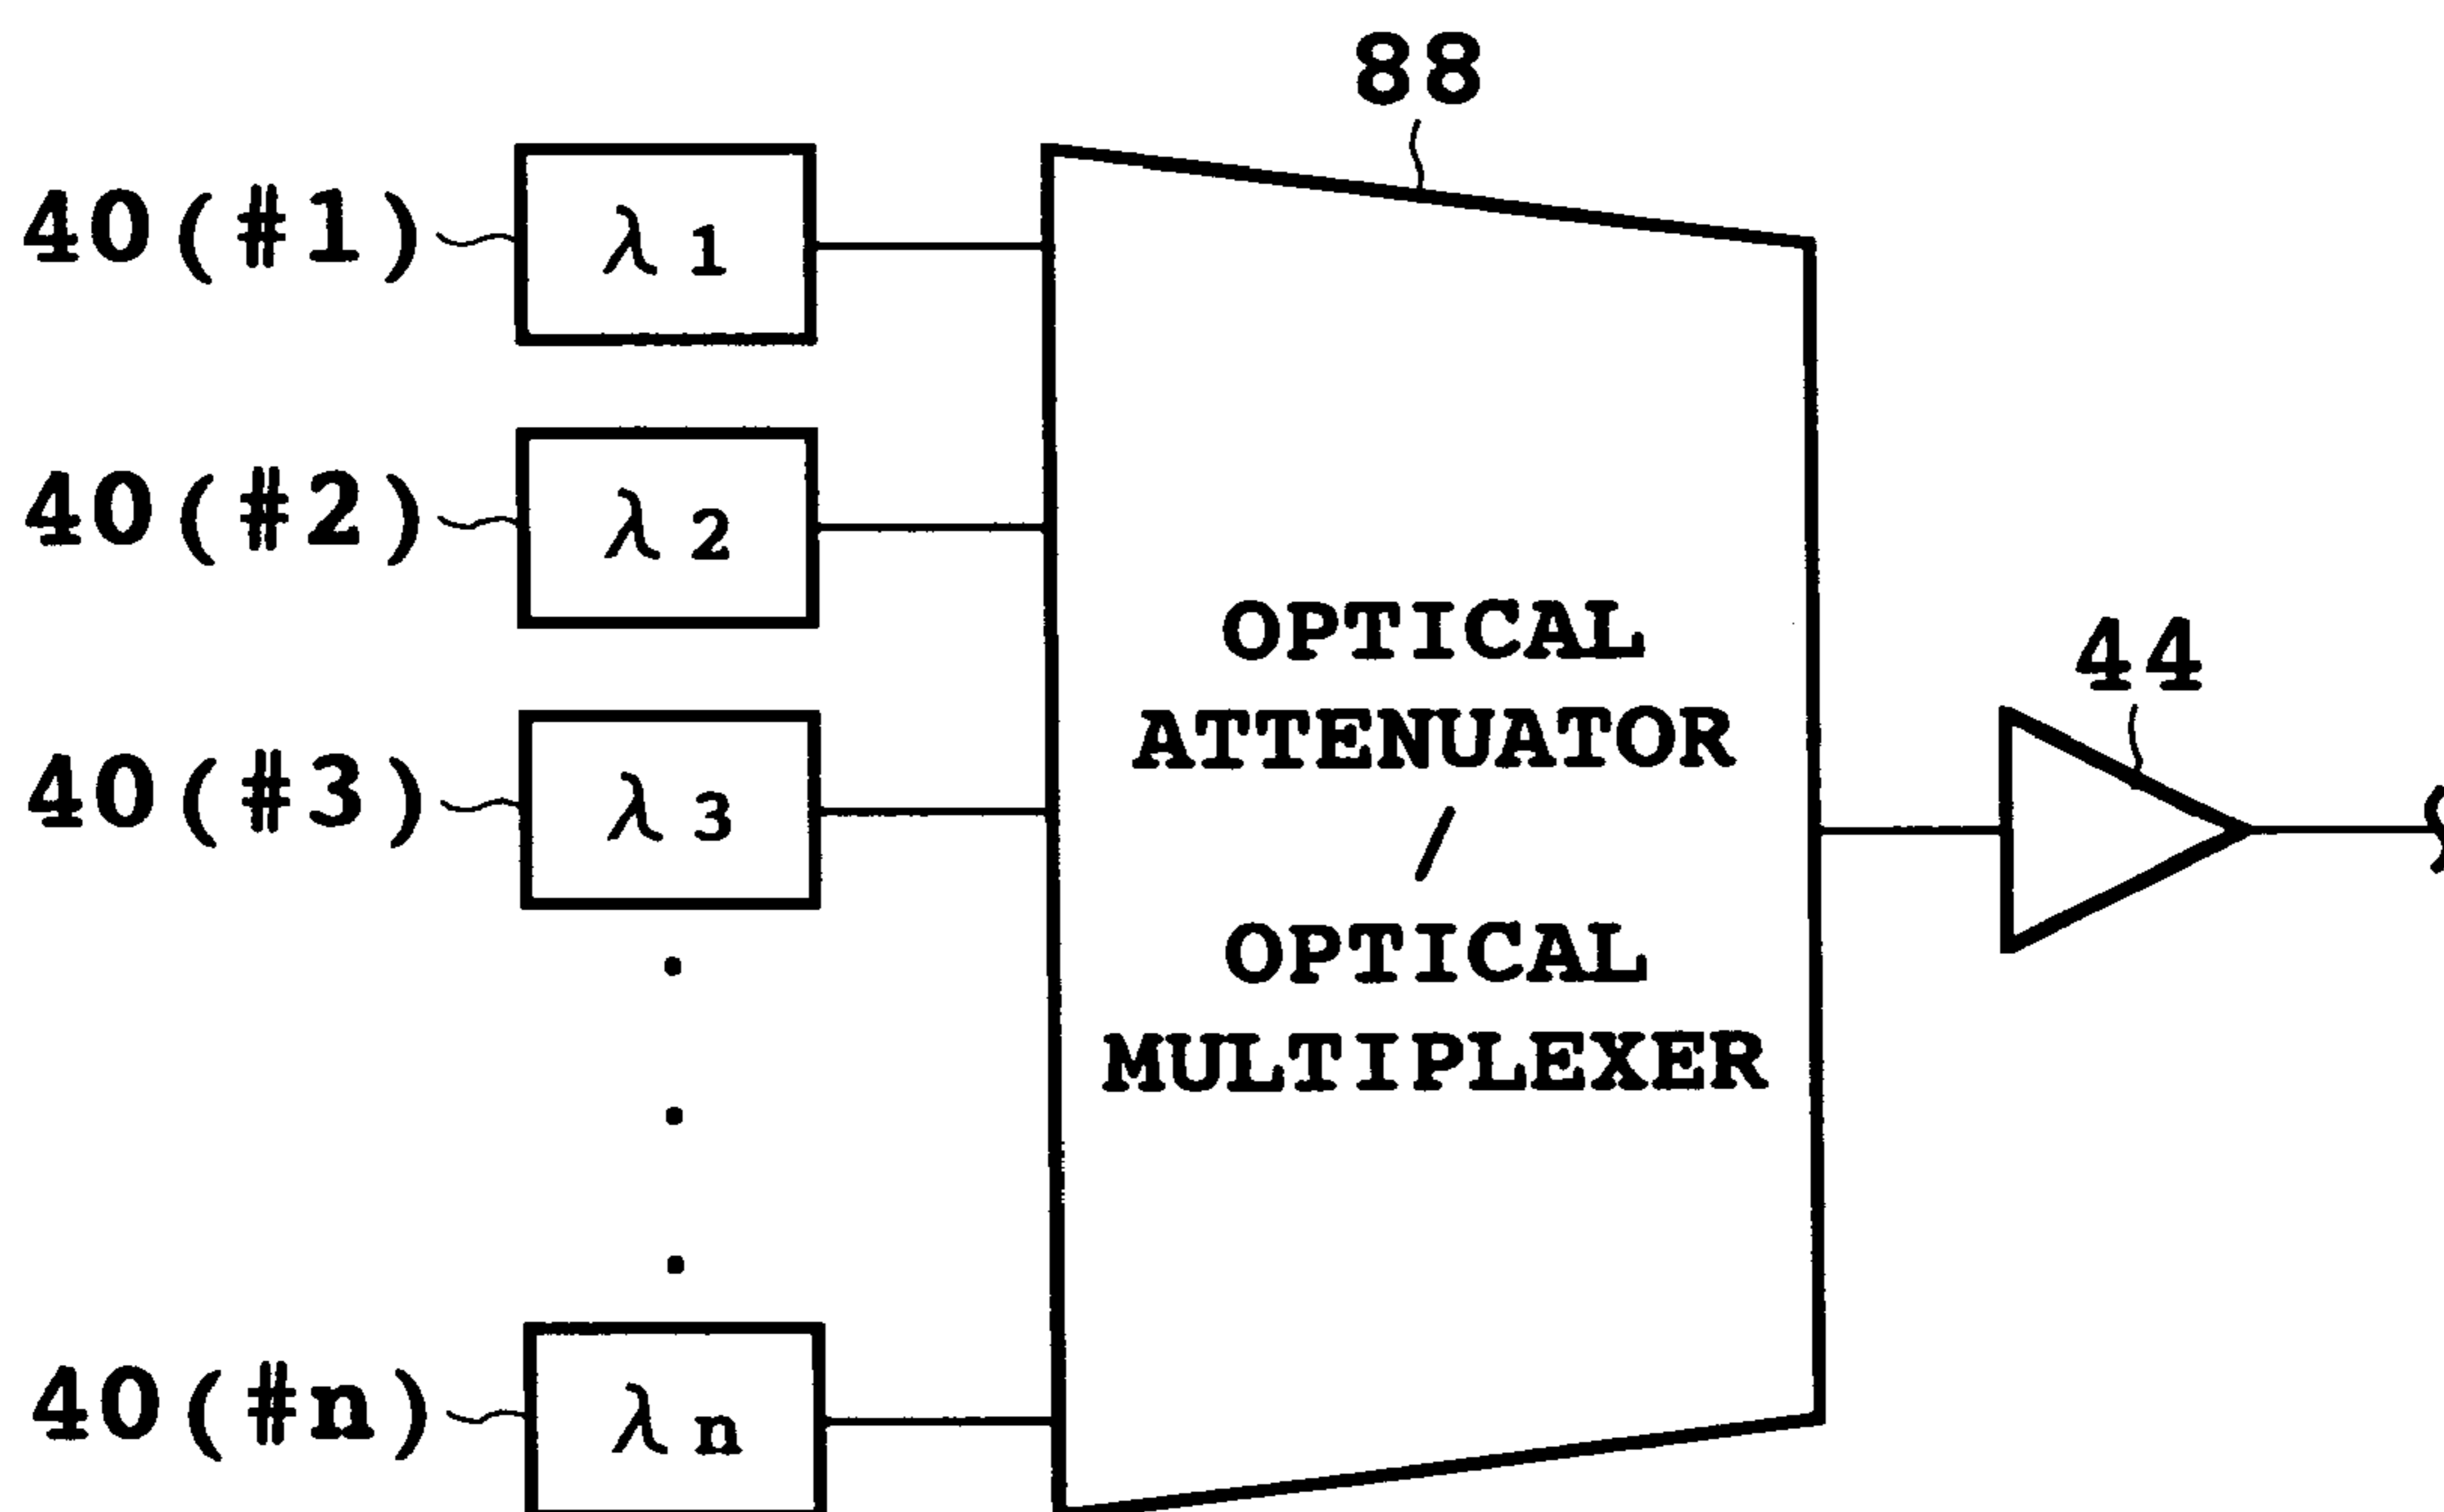 88
40(#1)
λ1
40(#2)
λ2
OPTICAL
ATTENUATOR
/
OPTICAL
MULTIPLEXER
44
40(#3)
λ3
40(#n)
λn